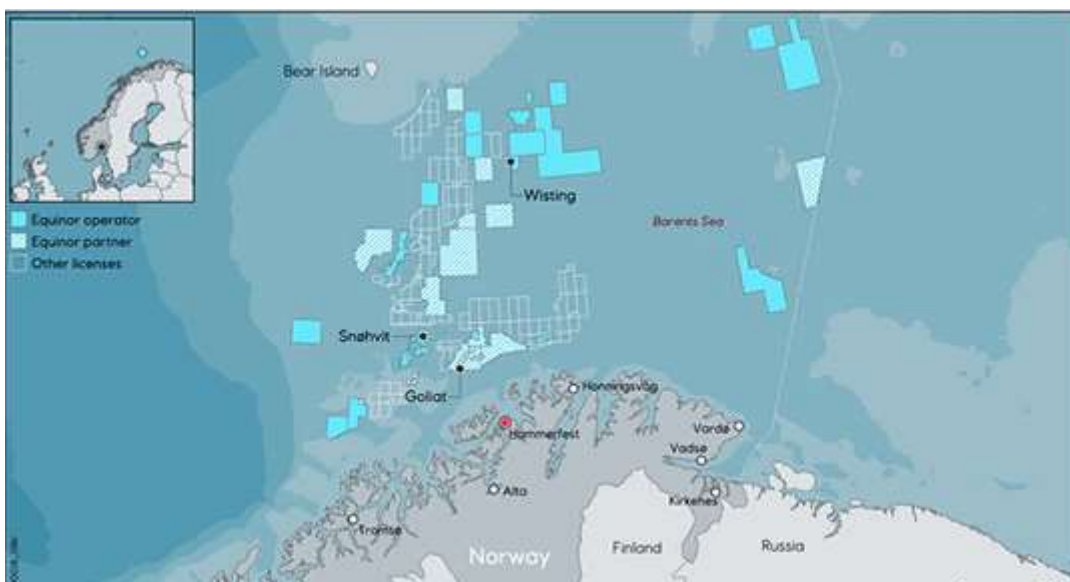 Bear Island
Wisting
Equinor operator
Equinor partner
Other licenses
Barents Sea
Snøhvit
Goliat
Honningsvåg
Hammerfest
Vardø
Vadsø
Alta
Kirkenes
Tromsø
Norway
Finland
Russia